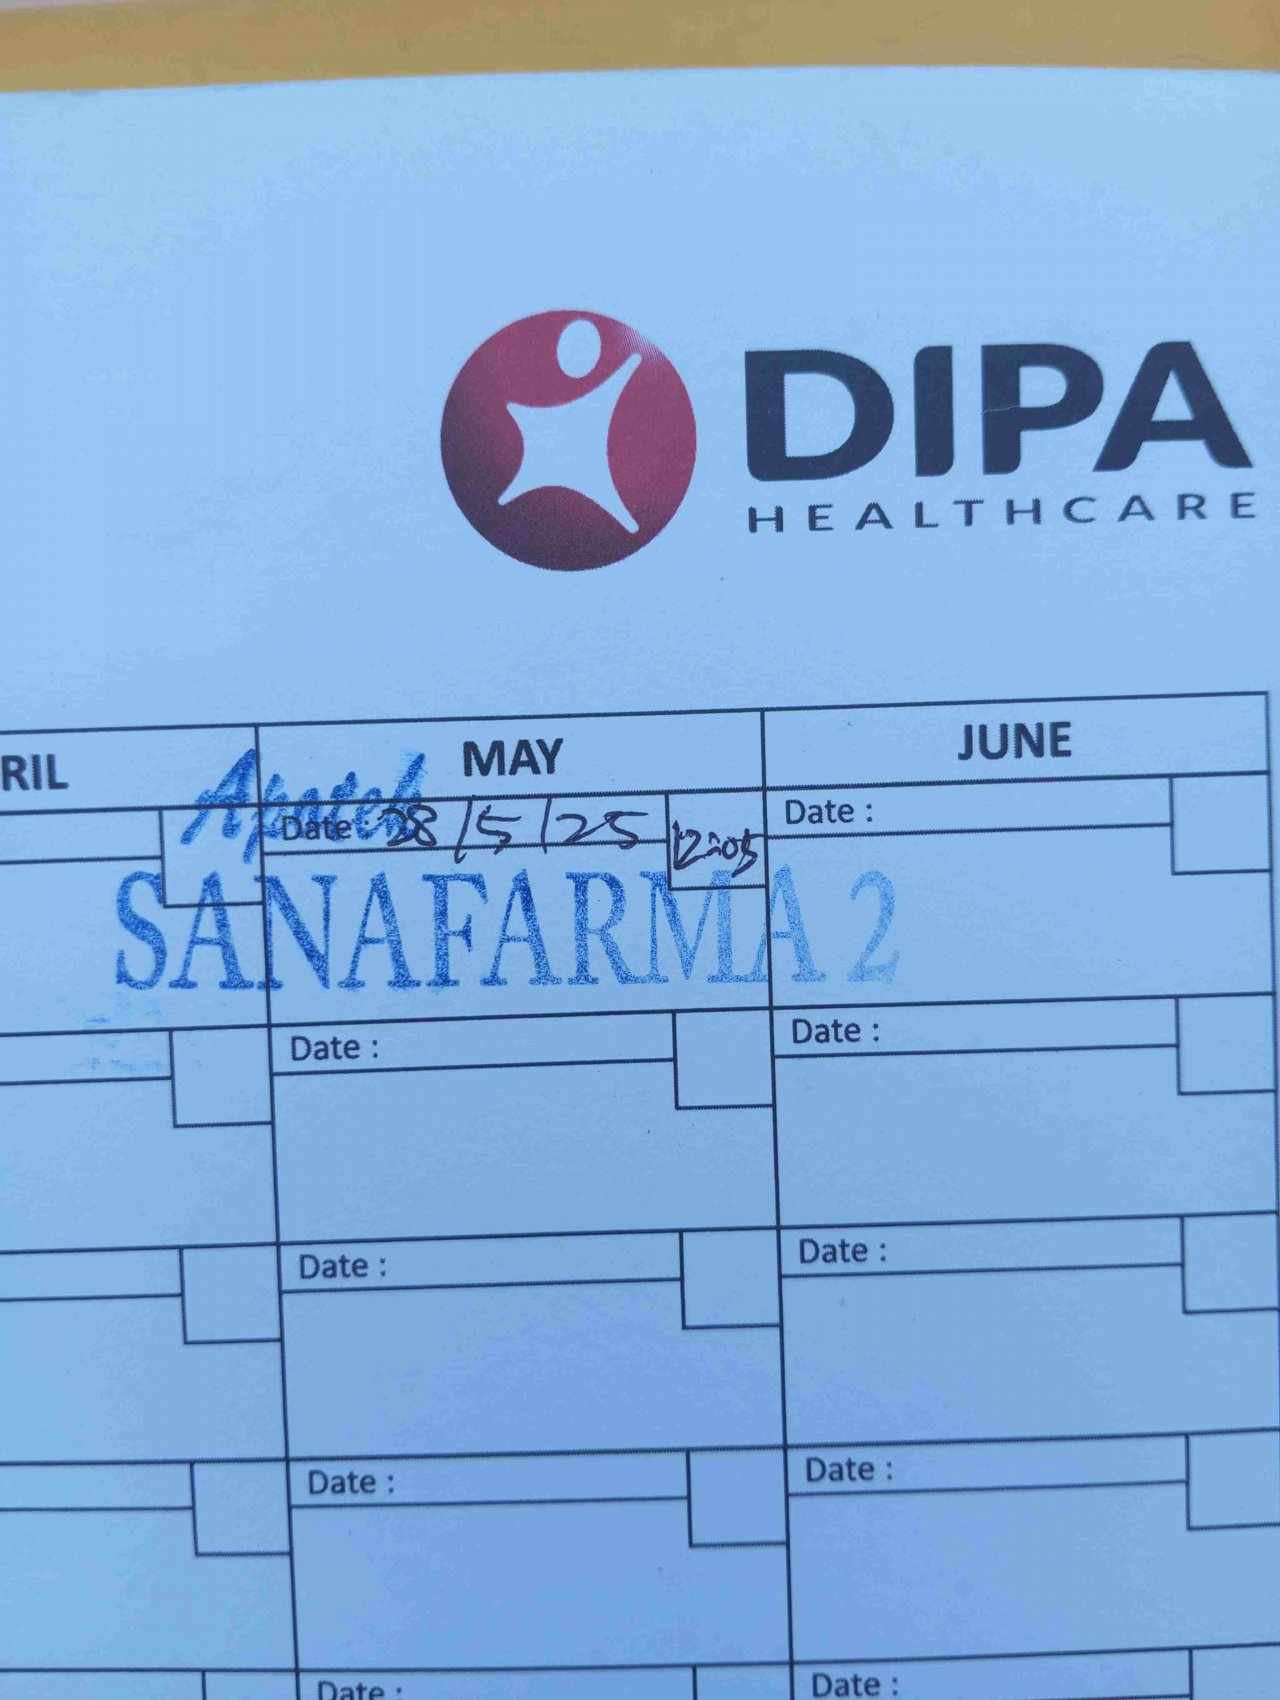 DIPA
HEALTHCARE
RIL MAY JUNE
Apotek
Date : 28/5/25 12:05 Date :
SANAFARMA 2
Date : Date :
Date : Date :
Date : Date :
Date : Date :